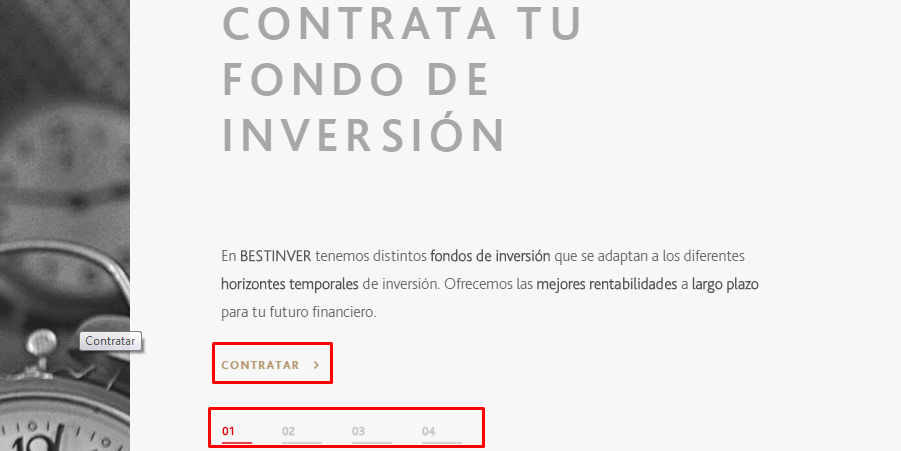 CONTRATA TU
FONDO DE
INVERSIÓN
En BESTINVER tenemos distintos fondos de inversión que se adaptan a los diferentes
horizontes temporales de inversión. Ofrecemos las mejores rentabilidades a largo plazo
para tu futuro financiero.
Contratar
CONTRATAR >
01 02 03 04
10